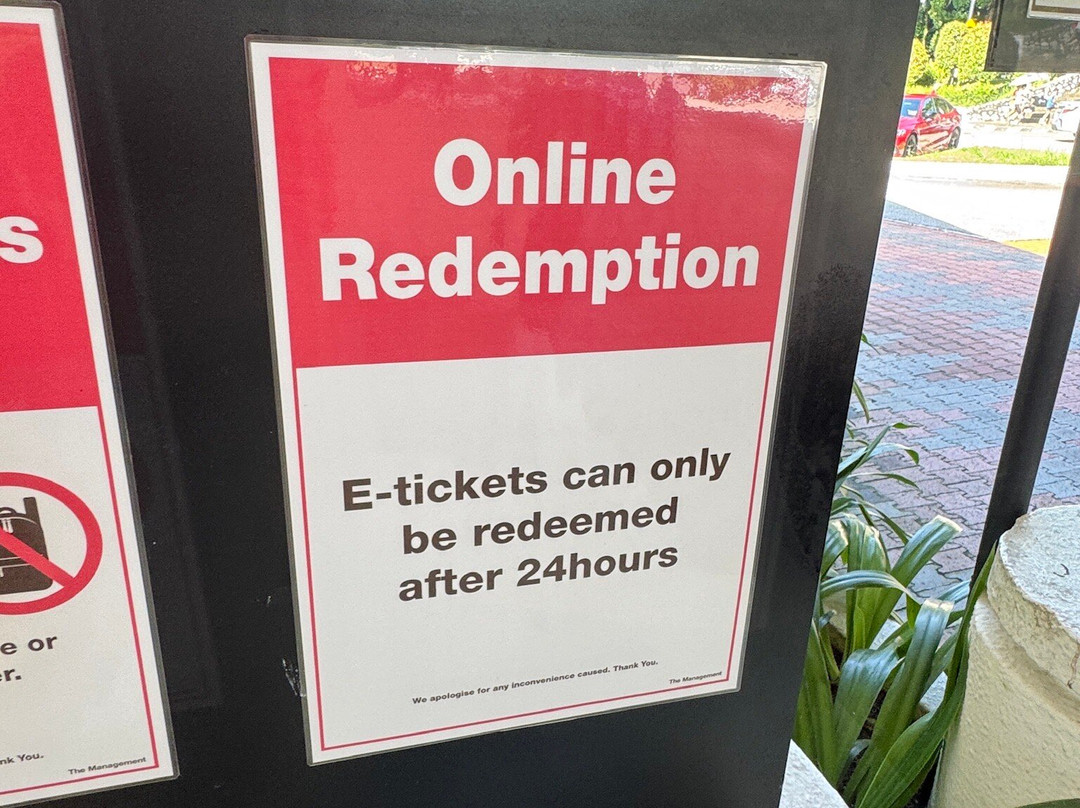 s
e or
r.
nk You.
The Management
Online
Redemption
E-tickets can only
be redeemed
after 24hours
We apologise for any inconvenience caused. Thank You.
The Management